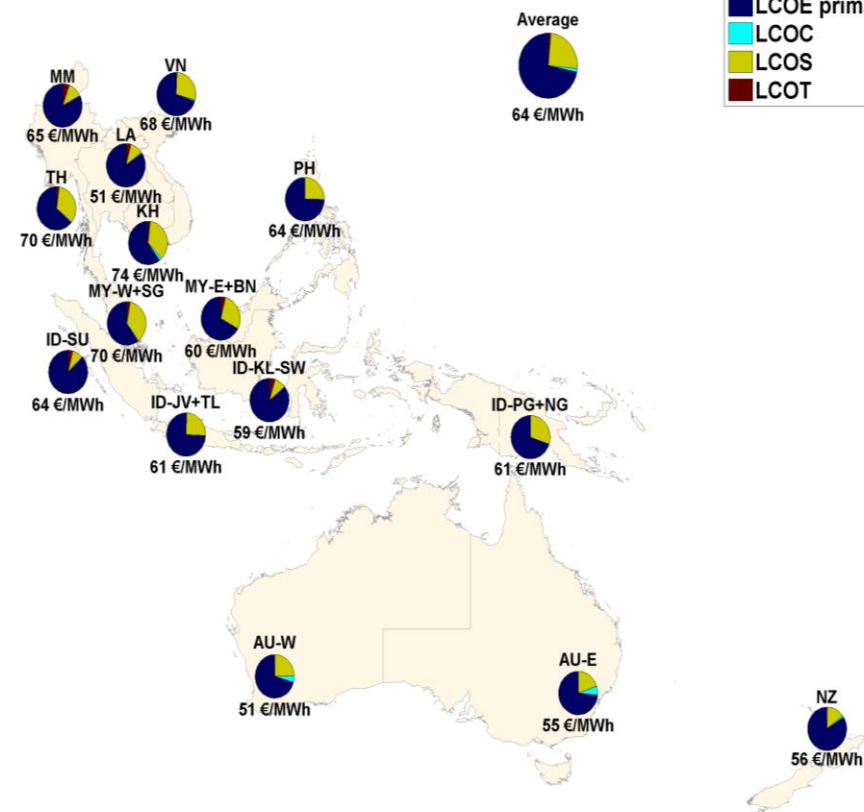 Average
64 €/MWh
LCOE prim
LCOC
LCOS
LCOT
MM
65 €/MWh
VN
68 €/MWh
LA
51 €/MWh
TH
70 €/MWh
KH
74 €/MWh
PH
64 €/MWh
MY-W+SG
70 €/MWh
MY-E+BN
60 €/MWh
ID-SU
64 €/MWh
ID-KL-SW
59 €/MWh
ID-JV+TL
61 €/MWh
ID-PG+NG
61 €/MWh
AU-W
51 €/MWh
AU-E
55 €/MWh
NZ
56 €/MWh